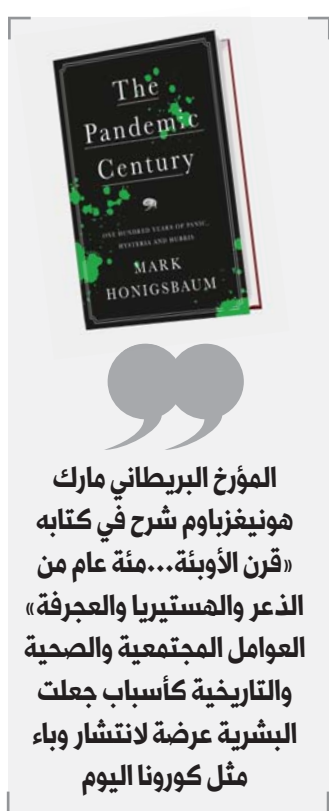 The
Pandemic
Century
ONE HUNDRED YEARS OF PANIC,
HYSTERIA AND HUBRIS
MARK
HONIGSBAUM
المؤرخ البريطاني مارك
هونيغزباوم شرح في كتابه
«قرن الأوبئة...مئة عام من
الذعر والهستيريا والعجرفة»
العوامل المجتمعية والصحية
والتاريخية كأسباب جعلت
البشرية عرضة لانتشار وباء
مثل كورونا اليوم